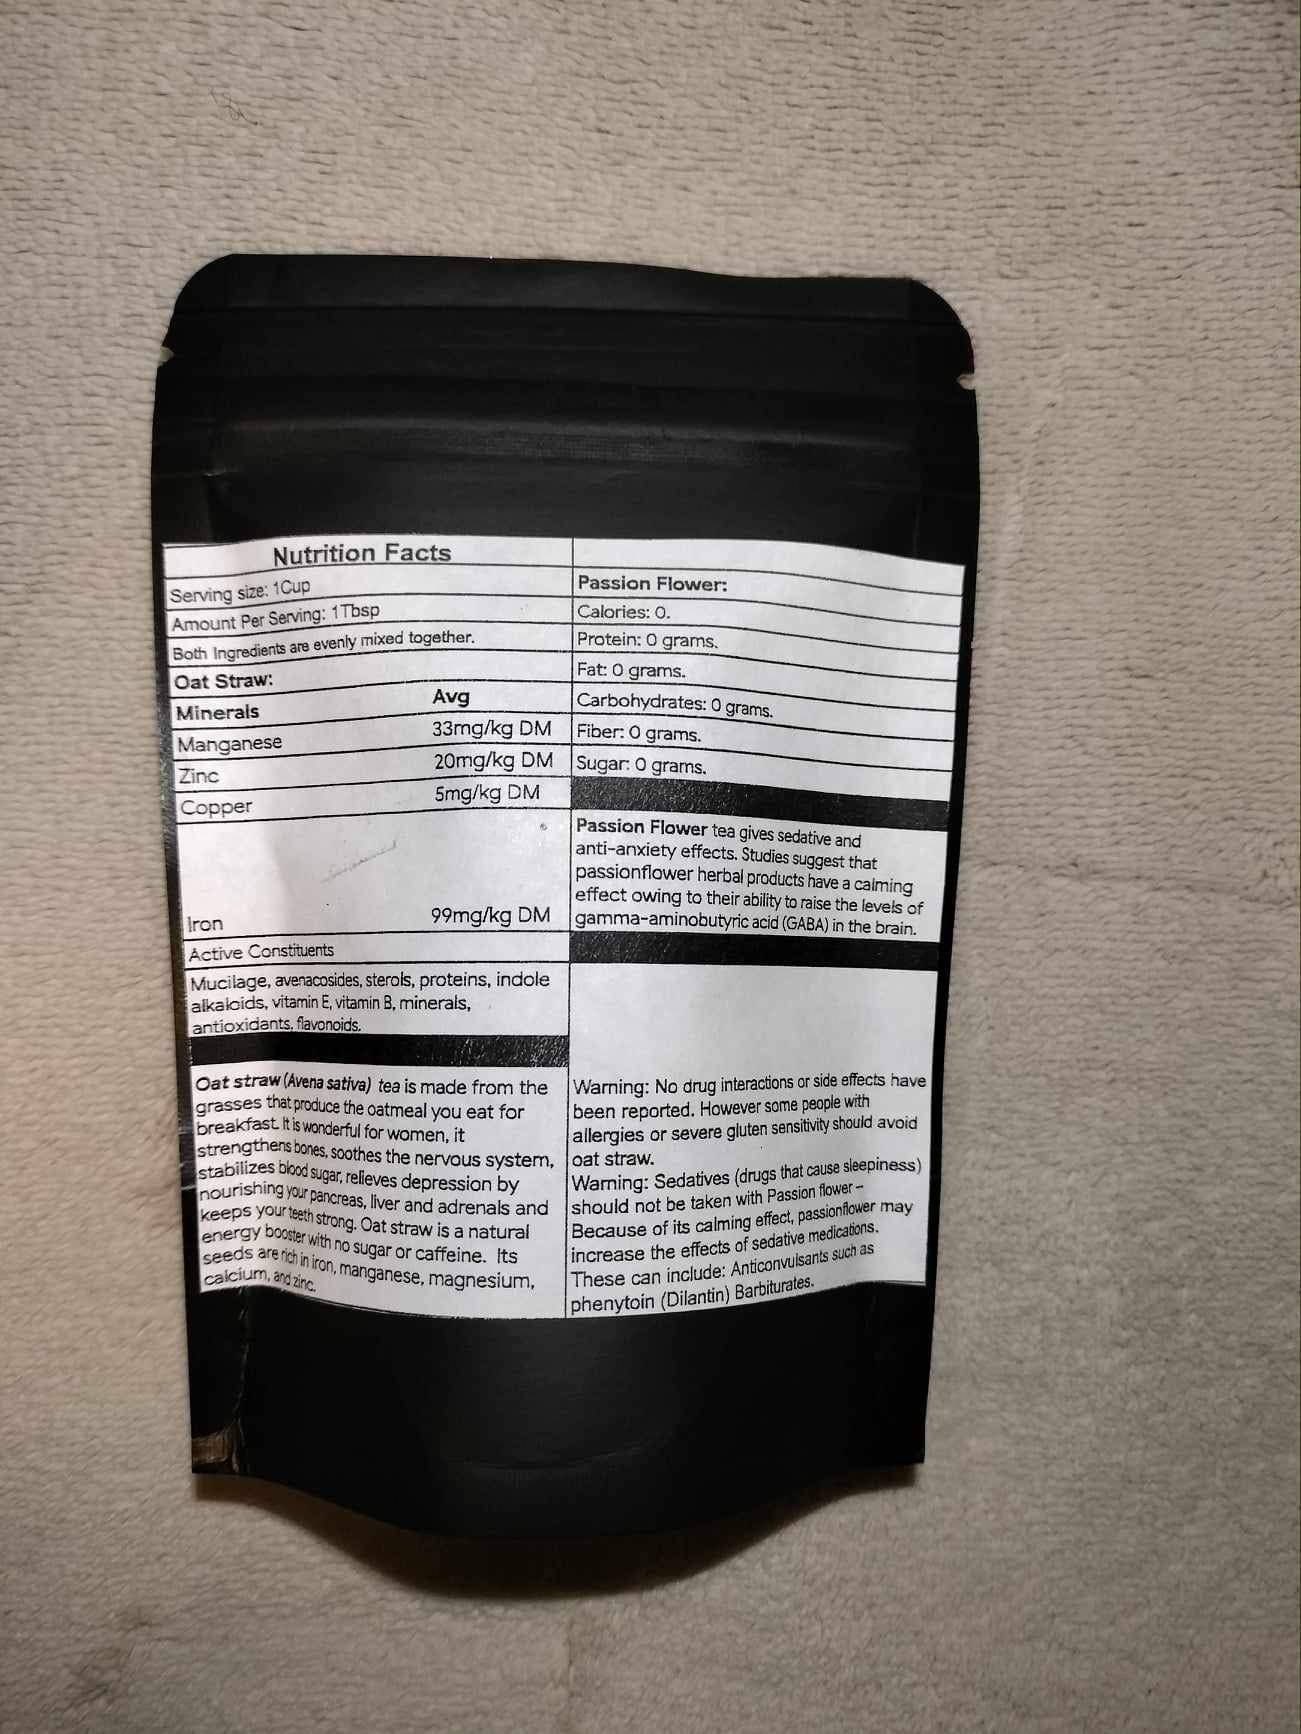 Nutrition Facts
Serving size: 1Cup
Amount Per Serving: 1Tbsp
Both Ingredients are evenly mixed together.
Oat Straw:
Minerals Avg
Manganese 33mg/kg DM
Zinc 20mg/kg DM
Copper 5mg/kg DM
Iron 99mg/kg DM
Active Constituents
Mucilage, avenacosides, sterols, proteins, indole
alkaloids, vitamin E, vitamin B, minerals,
antioxidants, flavonoids.
Oat straw (Avena sativa) tea is made from the
grasses that produce the oatmeal you eat for
breakfast. It is wonderful for women, it
strengthens bones, soothes the nervous system,
stabilizes blood sugar, relieves depression by
nourishing your pancreas, liver and adrenals and
keeps your teeth strong. Oat straw is a natural
energy booster with no sugar or caffeine. Its
seeds are rich in iron, manganese, magnesium,
calcium, and zinc.
Passion Flower:
Calories: 0.
Protein: 0 grams.
Fat: 0 grams.
Carbohydrates: 0 grams.
Fiber: 0 grams.
Sugar: 0 grams.
Passion Flower tea gives sedative and
anti-anxiety effects. Studies suggest that
passionflower herbal products have a calming
effect owing to their ability to raise the levels of
gamma-aminobutyric acid (GABA) in the brain.
Warning: No drug interactions or side effects have
been reported. However some people with
allergies or severe gluten sensitivity should avoid
oat straw.
Warning: Sedatives (drugs that cause sleepiness)
should not be taken with Passion flower –
Because of its calming effect, passionflower may
increase the effects of sedative medications.
These can include: Anticonvulsants such as
phenytoin (Dilantin) Barbiturates.